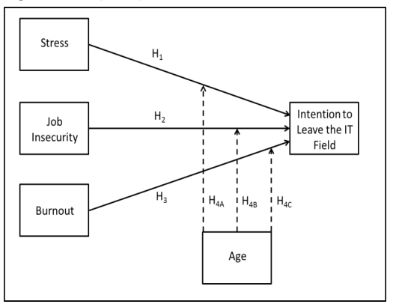 Stress
H1
Job
Insecurity
H2
Intention to
Leave the IT
Field
Burnout
H3
H4A
H4B
H4C
Age